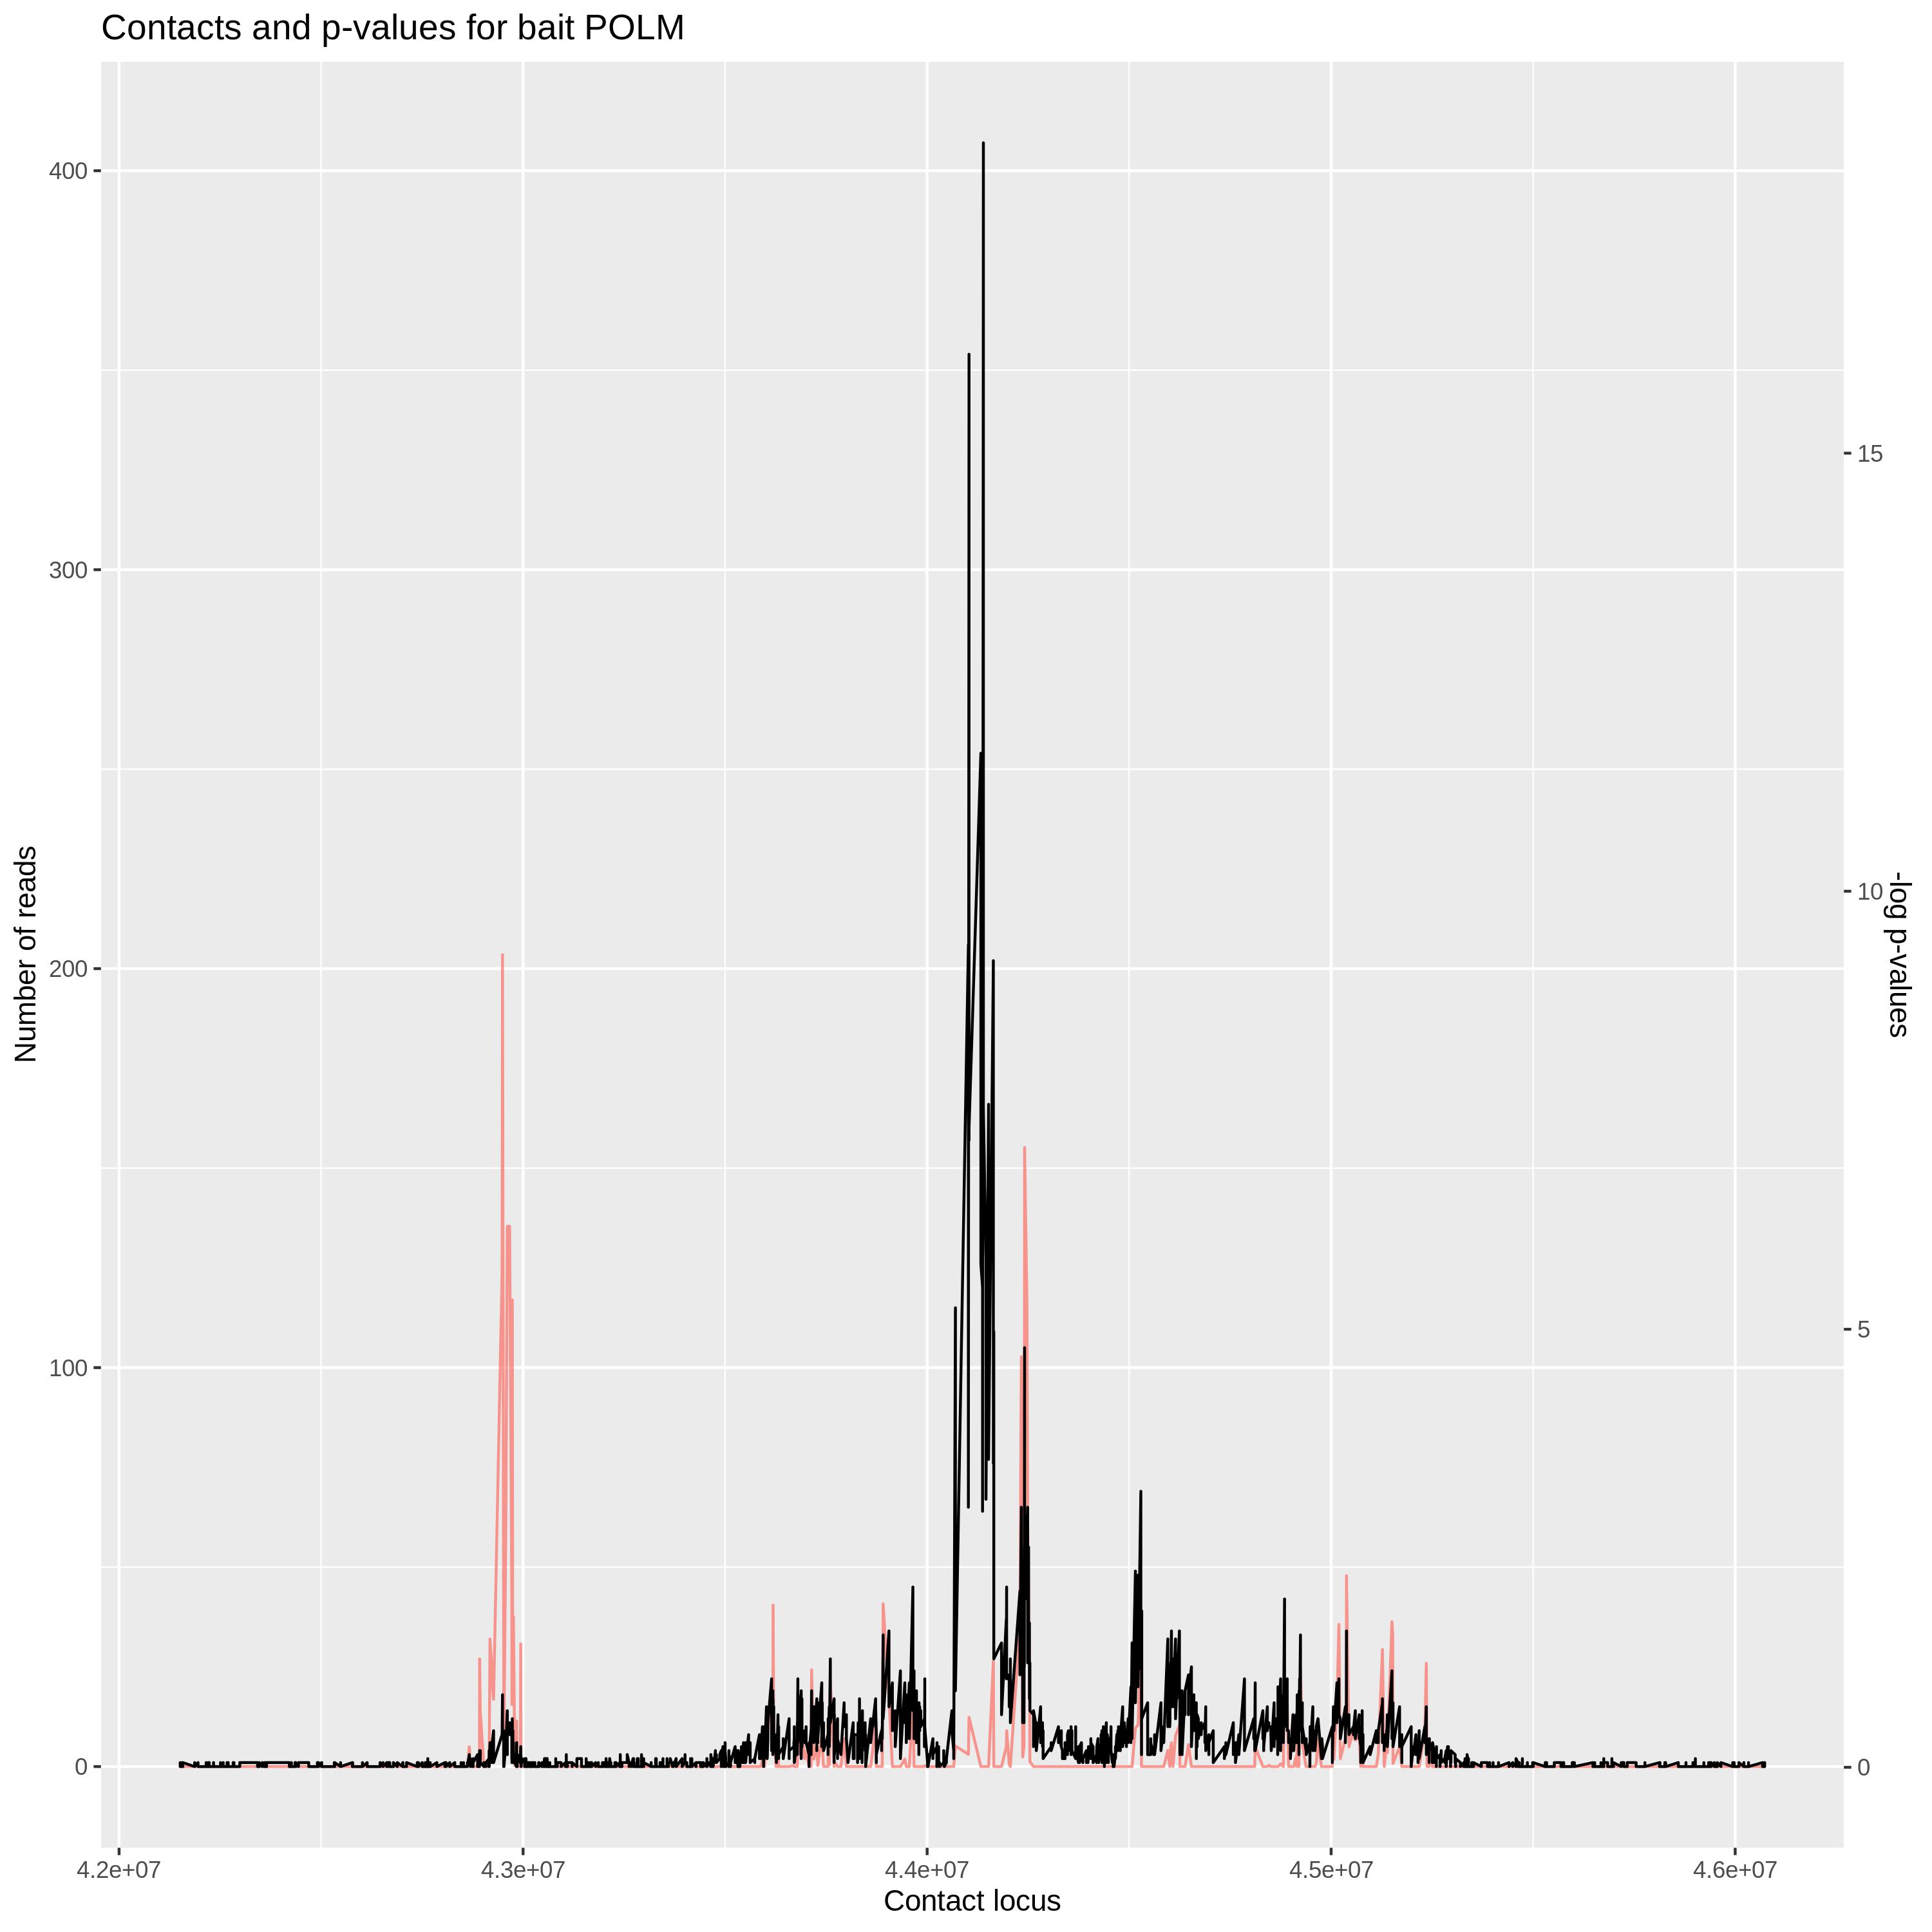 Contacts and p-values for bait POLM
400
300
200
100
0
Number of reads
15
10
5
0
-log p-values
4.2e+07 4.3e+07 4.4e+07 4.5e+07 4.6e+07
Contact locus